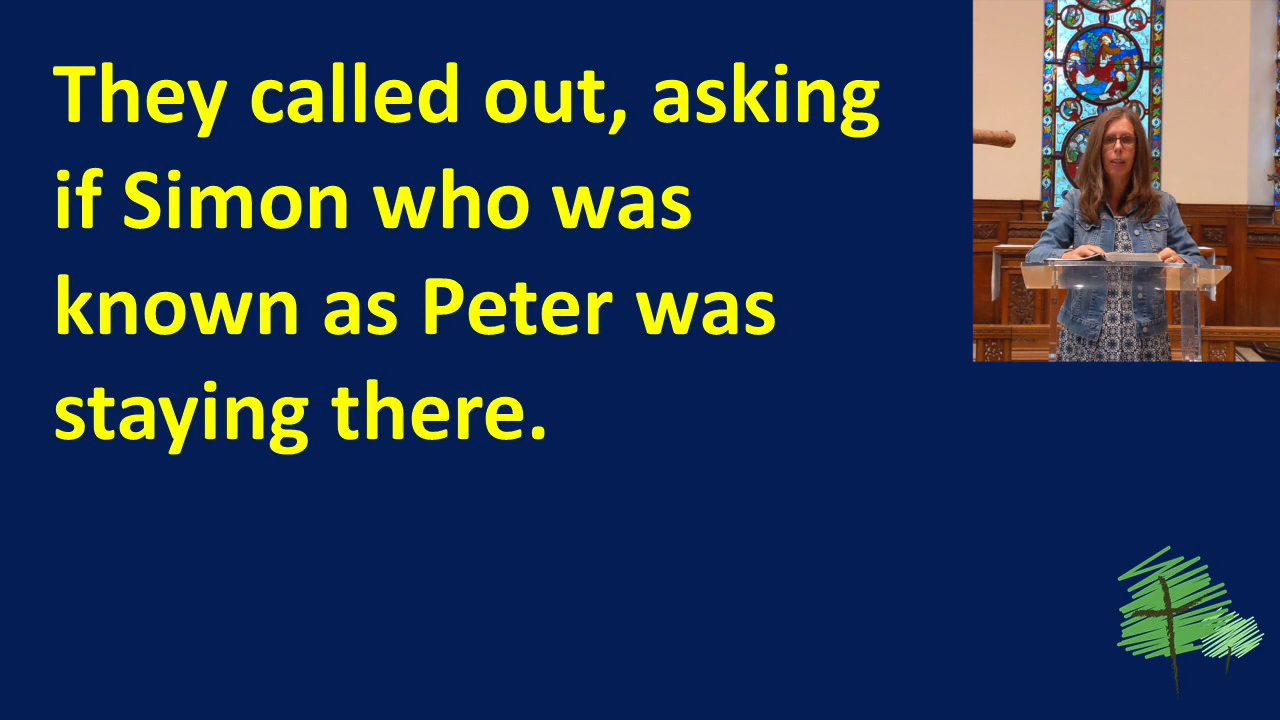 They called out, asking
if Simon who was
known as Peter was
staying there.